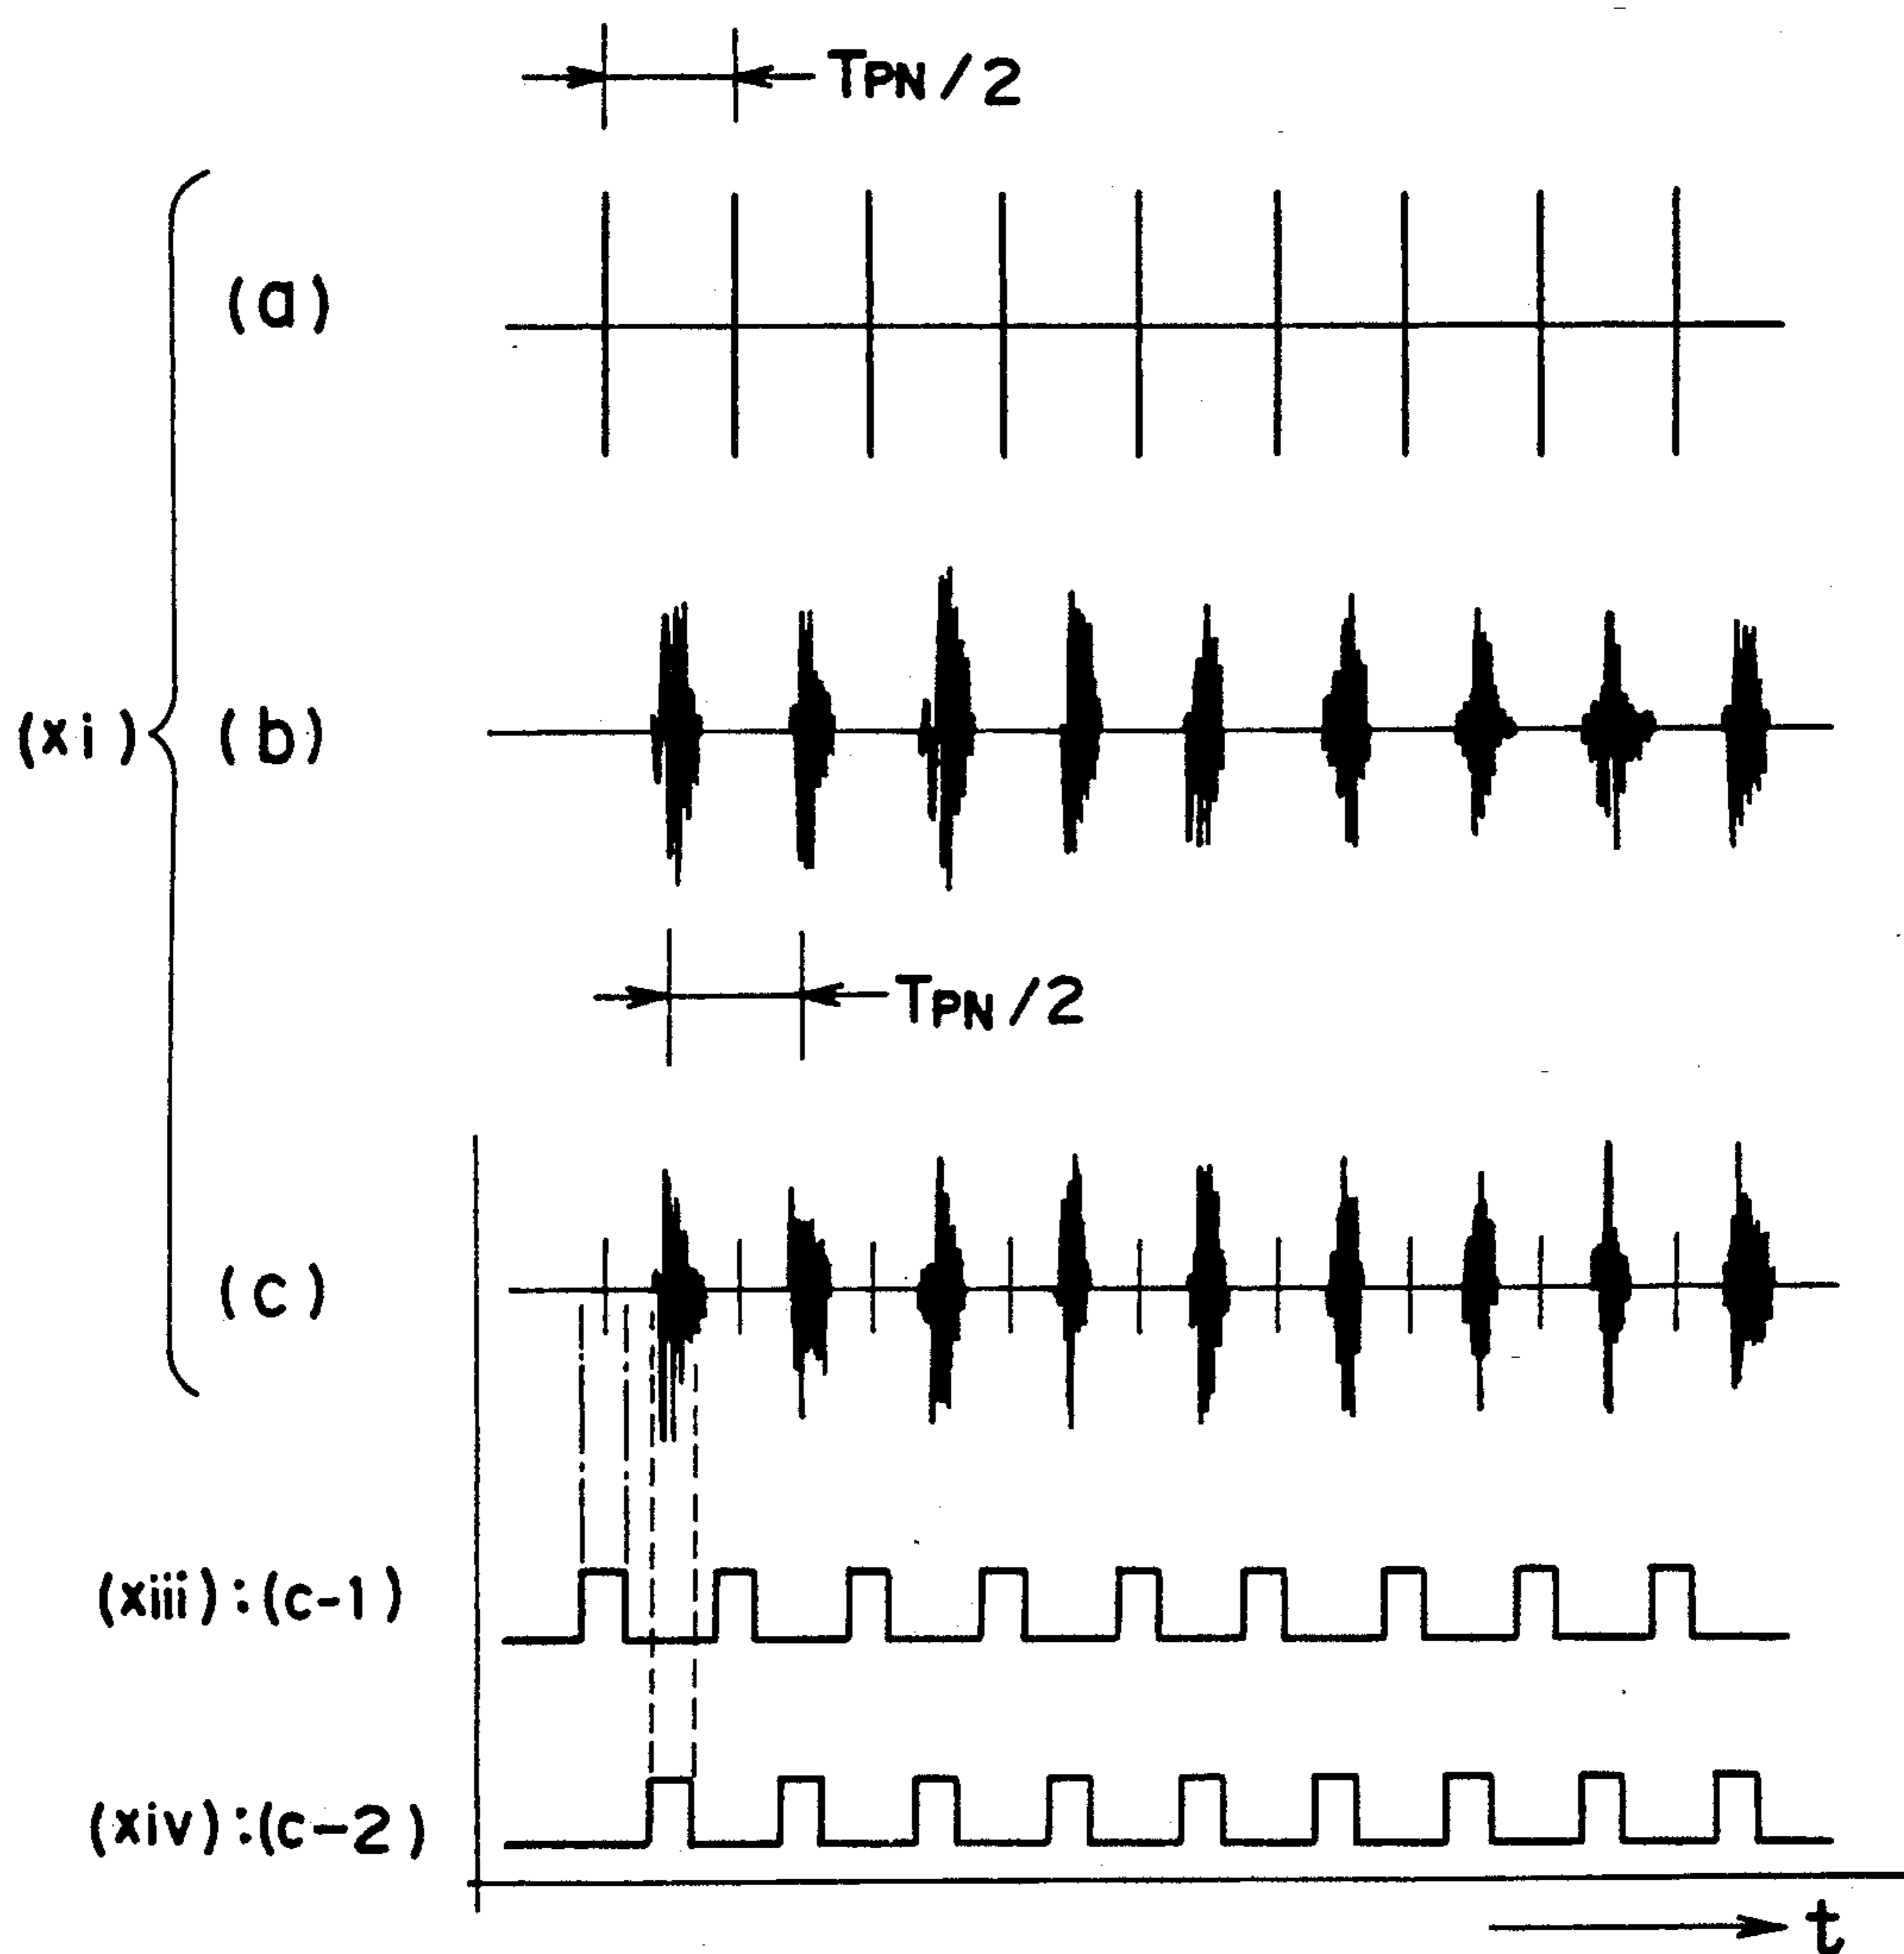 TPN/2
(a)
(xi)
(b)
TPN/2
(c)
(xiii):(c-1)
(xiv):(c-2)
t